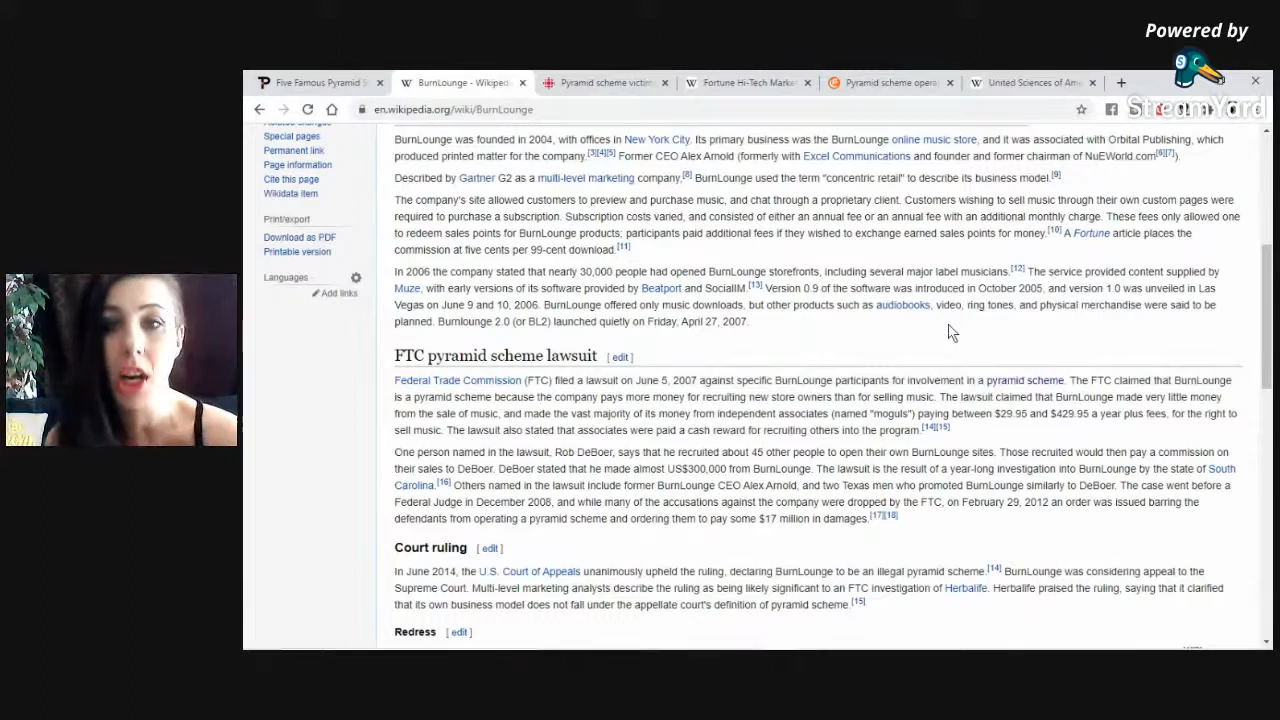 Powered by
StreamYard
Five Famous Pyramid S
BurnLounge - Wikiped
Pyramid scheme victim
Fortune Hi-Tech Marke
Pyramid scheme opera
United Sciences of Ame
en.wikipedia.org/wiki/BurnLounge
Special pages
Permanent link
Page information
Cite this page
Wikidata item
Print/export
Download as PDF
Printable version
Languages
Add links
BurnLounge was founded in 2004, with offices in New York City. Its primary business was the BurnLounge online music store, and it was associated with Orbital Publishing, which
produced printed matter for the company.[3][4][5] Former CEO Alex Arnold (formerly with Excel Communications and founder and former chairman of NuEWorld.com[6][7]).
Described by Gartner G2 as a multi-level marketing company,[8] BurnLounge used the term "concentric retail" to describe its business model.[9]
The company's site allowed customers to preview and purchase music, and chat through a proprietary client. Customers wishing to sell music through their own custom pages were
required to purchase a subscription. Subscription costs varied, and consisted of either an annual fee or an annual fee with an additional monthly charge. These fees only allowed one
to redeem sales points for BurnLounge products; participants paid additional fees if they wished to exchange earned sales points for money.[10] A Fortune article places the
commission at five cents per 99-cent download.[11]
In 2006 the company stated that nearly 30,000 people had opened BurnLounge storefronts, including several major label musicians.[12] The service provided content supplied by
Muze, with early versions of its software provided by Beatport and SocialIM.[13] Version 0.9 of the software was introduced in October 2005, and version 1.0 was unveiled in Las
Vegas on June 9 and 10, 2006. BurnLounge offered only music downloads, but other products such as audiobooks, video, ring tones, and physical merchandise were said to be
planned. Burnlounge 2.0 (or BL2) launched quietly on Friday, April 27, 2007.
FTC pyramid scheme lawsuit [ edit ]
Federal Trade Commission (FTC) filed a lawsuit on June 5, 2007 against specific BurnLounge participants for involvement in a pyramid scheme. The FTC claimed that BurnLounge
is a pyramid scheme because the company pays more money for recruiting new store owners than for selling music. The lawsuit claimed that BurnLounge made very little money
from the sale of music, and made the vast majority of its money from independent associates (named "moguls") paying between $29.95 and $429.95 a year plus fees, for the right to
sell music. The lawsuit also stated that associates were paid a cash reward for recruiting others into the program.[14][15]
One person named in the lawsuit, Rob DeBoer, says that he recruited about 45 other people to open their own BurnLounge sites. Those recruited would then pay a commission on
their sales to DeBoer. DeBoer stated that he made almost US$300,000 from BurnLounge. The lawsuit is the result of a year-long investigation into BurnLounge by the state of South
Carolina.[16] Others named in the lawsuit include former BurnLounge CEO Alex Arnold, and two Texas men who promoted BurnLounge similarly to DeBoer. The case went before a
Federal Judge in December 2008, and while many of the accusations against the company were dropped by the FTC, on February 29, 2012 an order was issued barring the
defendants from operating a pyramid scheme and ordering them to pay some $17 million in damages.[17][18]
Court ruling [ edit ]
In June 2014, the U.S. Court of Appeals unanimously upheld the ruling, declaring BurnLounge to be an illegal pyramid scheme.[14] BurnLounge was considering appeal to the
Supreme Court. Multi-level marketing analysts describe the ruling as being likely significant to an FTC investigation of Herbalife. Herbalife praised the ruling, saying that it clarified
that its own business model does not fall under the appellate court's definition of pyramid scheme.[15]
Redress [ edit ]